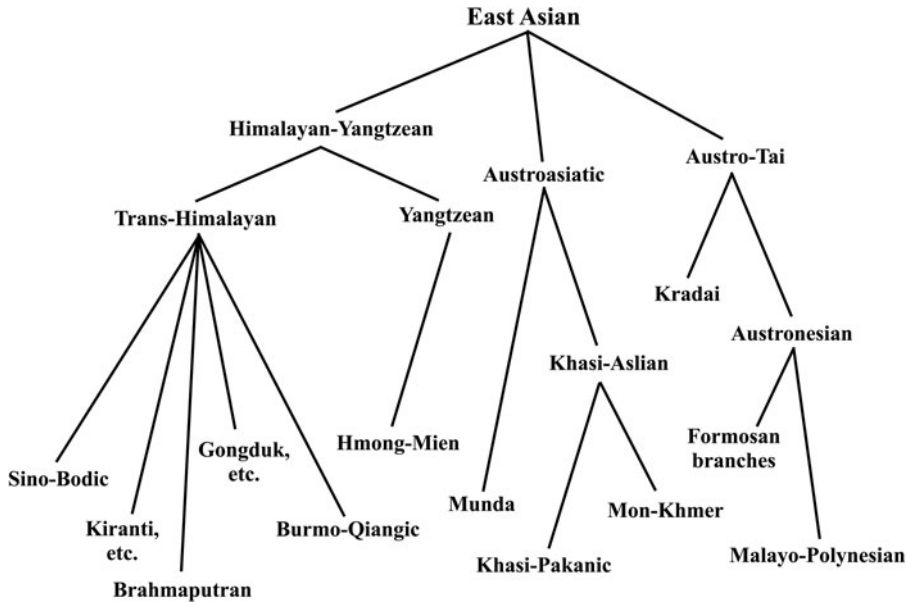 East Asian
Himalayan-Yangtzean
Austro-Tai
Austroasiatic
Trans-Himalayan
Yangtzean
Kradai
Austronesian
Khasi-Aslian
Formosan
branches
Hmong-Mien
Gongduk,
etc.
Sino-Bodic
Munda
Mon-Khmer
Kiranti,
etc.
Burmo-Qiangic
Malayo-Polynesian
Khasi-Pakanic
Brahmaputran